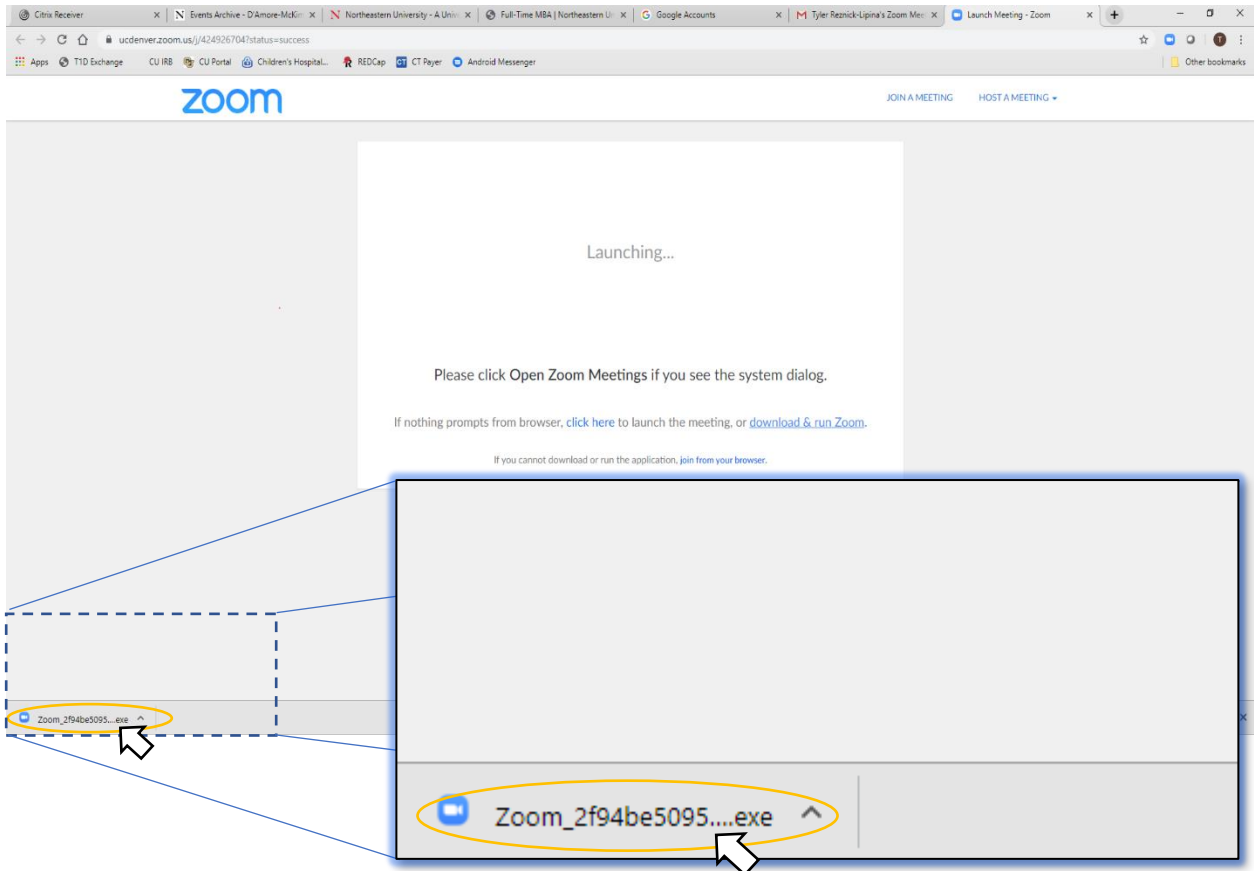 Citrix Receiver
Events Archive - D'Amore-McKim
Northeastern University - A Univ
Full-Time MBA | Northeastern Un
Google Accounts
Tyler Reznick-Lipina's Zoom Mee
Launch Meeting - Zoom
ucdenver.zoom.us/j/424926704?status=success
Apps T1D Exchange CU IRB CU Portal Children's Hospital... REDCap CT Payer Android Messenger Other bookmarks
zoom
JOIN A MEETING HOST A MEETING
Launching...
Please click Open Zoom Meetings if you see the system dialog.
If nothing prompts from browser, click here to launch the meeting, or download & run Zoom.
If you cannot download or run the application, join from your browser.
Zoom_2f94be5095....exe
Zoom_2f94be5095....exe